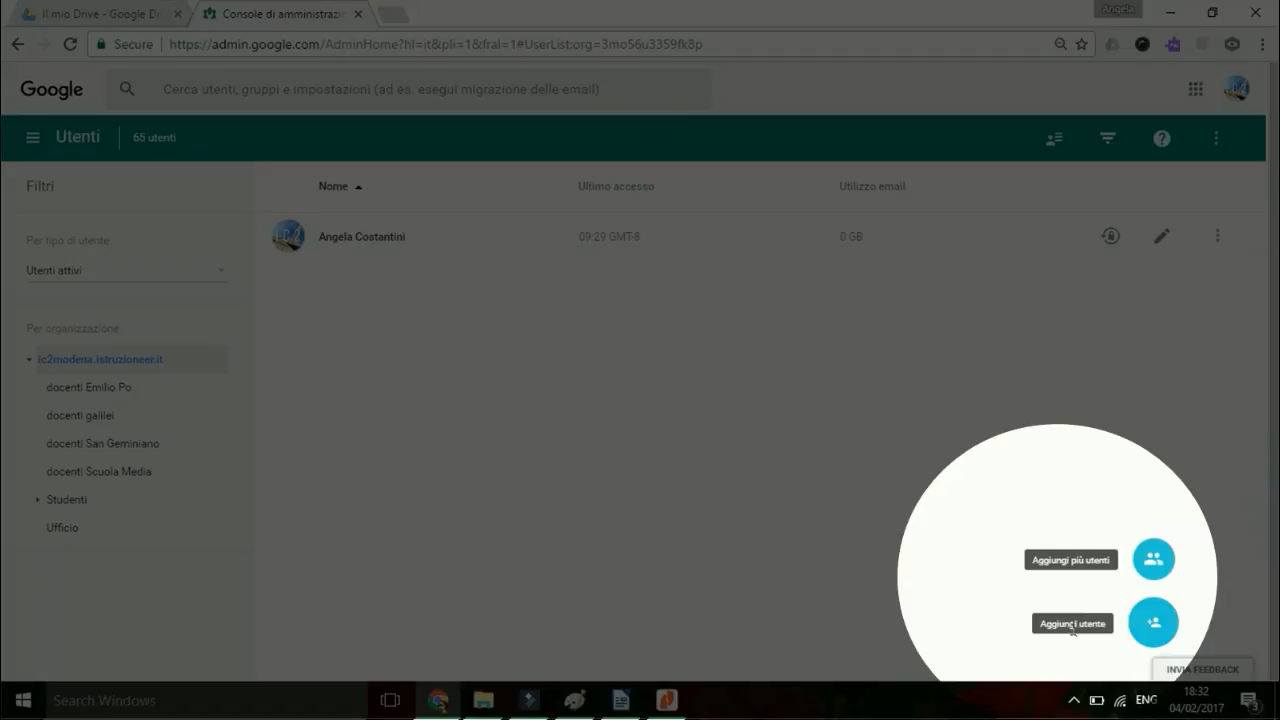 Il mio Drive - Google Dr
Console di amministraz
Angela
Secure
https://admin.google.com/AdminHome?hl=it&pli=1&fral=1#UserList:org=3mo56u3359fk8p
Google
Cerca utenti, gruppi e impostazioni (ad es. esegui migrazione delle email)
Utenti
65 utenti
Filtri
Nome
Ultimo accesso
Utilizzo email
Per tipo di utente
Angela Costantini
09:29 GMT-8
0 GB
Utenti attivi
Per organizzazione
ic2modena.istruzioneer.it
docenti Emilio Po
docenti galilei
docenti San Geminiano
docenti Scuola Media
Studenti
Ufficio
Aggiungi più utenti
Aggiungi utente
INVIA FEEDBACK
Search Windows
ENG
18:32
04/02/2017
3